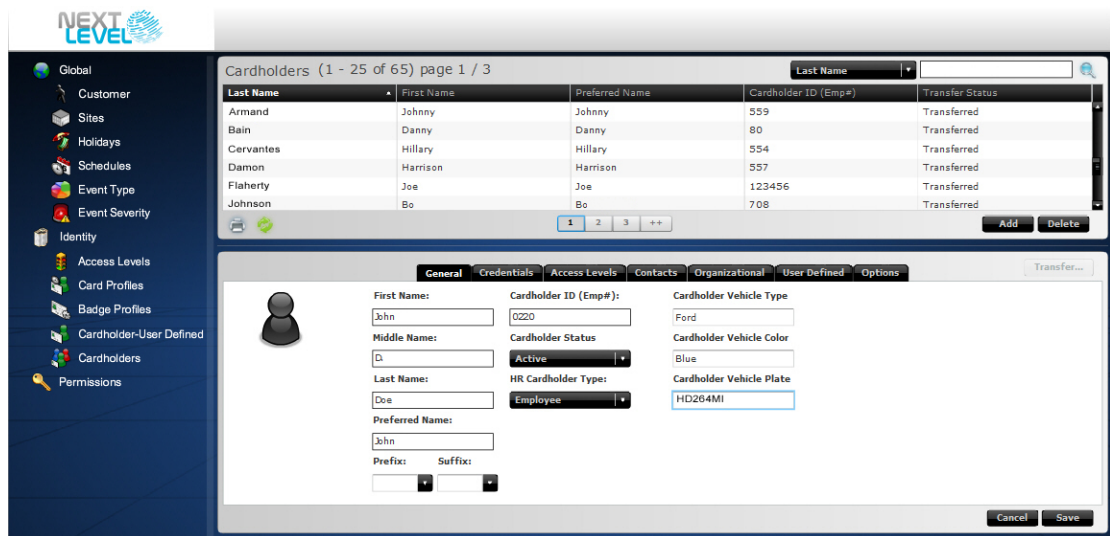 NEXT
LEVEL
Global
Customer
Sites
Holidays
Schedules
Event Type
Event Severity
Identity
Access Levels
Card Profiles
Badge Profiles
Cardholder-User Defined
Cardholders
Permissions
Cardholders (1 - 25 of 65) page 1 / 3
Last Name
Last Name First Name Preferred Name Cardholder ID (Emp#) Transfer Status
Armand Johnny Johnny 559 Transferred
Bain Danny Danny 80 Transferred
Cervantes Hillary Hillary 554 Transferred
Damon Harrison Harrison 557 Transferred
Flaherty Joe Joe 123456 Transferred
Johnson Bo Bo 708 Transferred
1 2 3 ++
Add Delete
Transfer...
General Credentials Access Levels Contacts Organizational User Defined Options
First Name: Cardholder ID (Emp#): Cardholder Vehicle Type
John 0220 Ford
Middle Name: Cardholder Status Cardholder Vehicle Color
D. Active Blue
Last Name: HR Cardholder Type: Cardholder Vehicle Plate
Doe Employee HD264MI
Preferred Name:
John
Prefix: Suffix:
Cancel Save